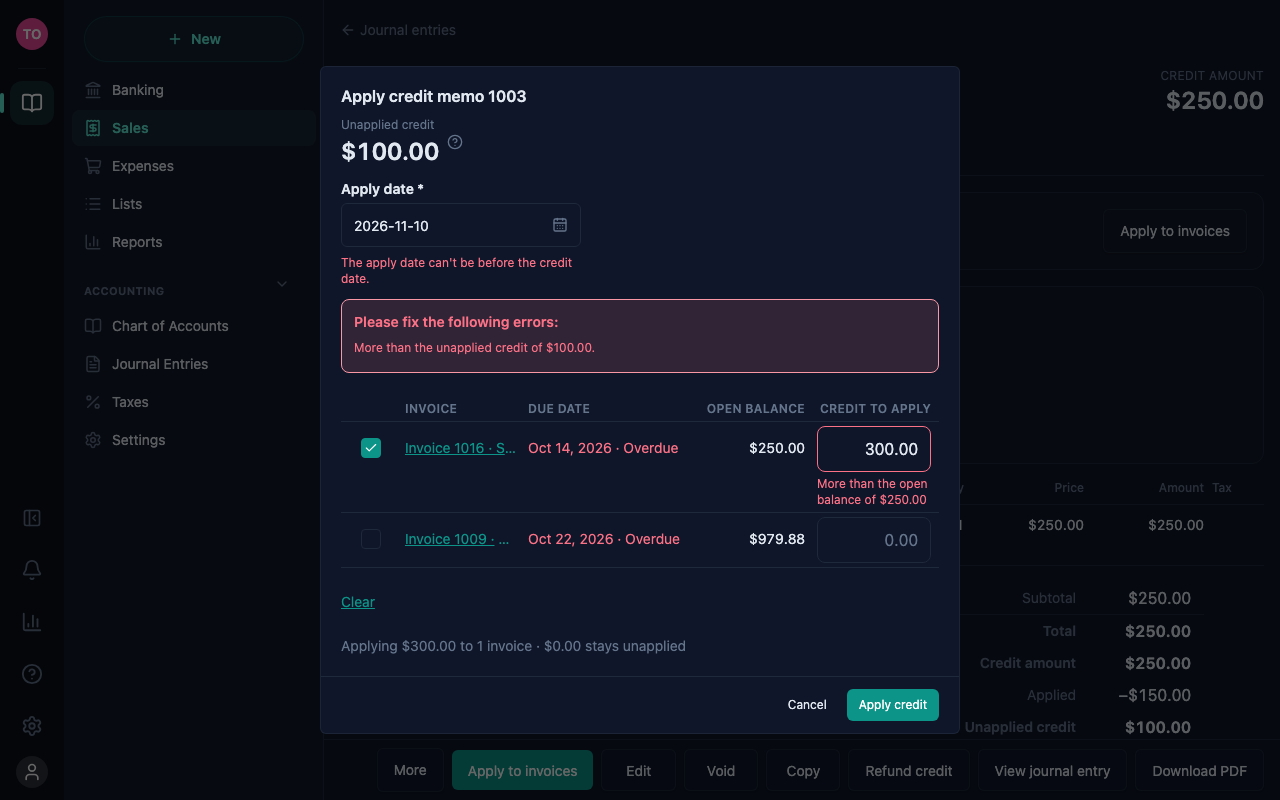 TO
New
Banking
Sales
Expenses
Lists
Reports
ACCOUNTING
Chart of Accounts
Journal Entries
Taxes
Settings
Journal entries
CREDIT AMOUNT
$250.00
Apply to invoices
Apply credit memo 1003
Unapplied credit
$100.00
Apply date *
2026-11-10
The apply date can't be before the credit
date.
Please fix the following errors:
More than the unapplied credit of $100.00.
INVOICE DUE DATE OPEN BALANCE CREDIT TO APPLY
Invoice 1016 · S... Oct 14, 2026 · Overdue $250.00 300.00
More than the open
balance of $250.00
Invoice 1009 · ... Oct 22, 2026 · Overdue $979.88 0.00
Clear
Applying $300.00 to 1 invoice · $0.00 stays unapplied
Cancel Apply credit
Price Amount Tax
$250.00 $250.00
Subtotal $250.00
Total $250.00
Credit amount $250.00
Applied –$150.00
Unapplied credit $100.00
More Apply to invoices Edit Void Copy Refund credit View journal entry Download PDF